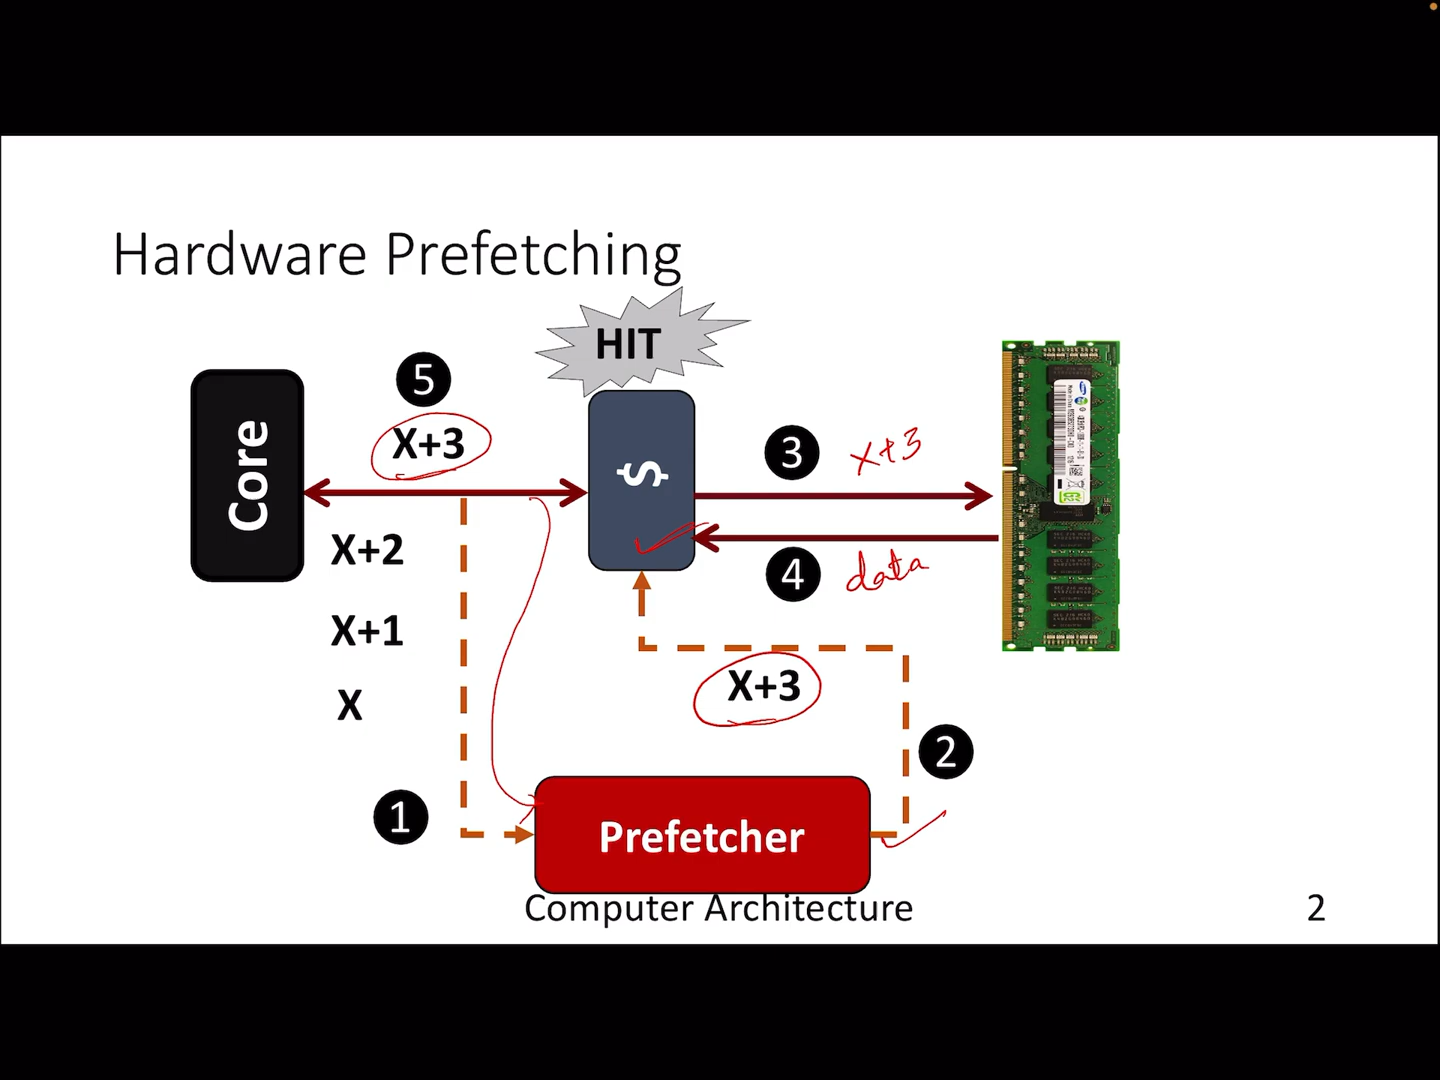 Hardware Prefetching
HIT
5
X+3
Core
$
3
x+3
X+2
4
data
X+1
X+3
X
2
1
Prefetcher
Computer Architecture
2